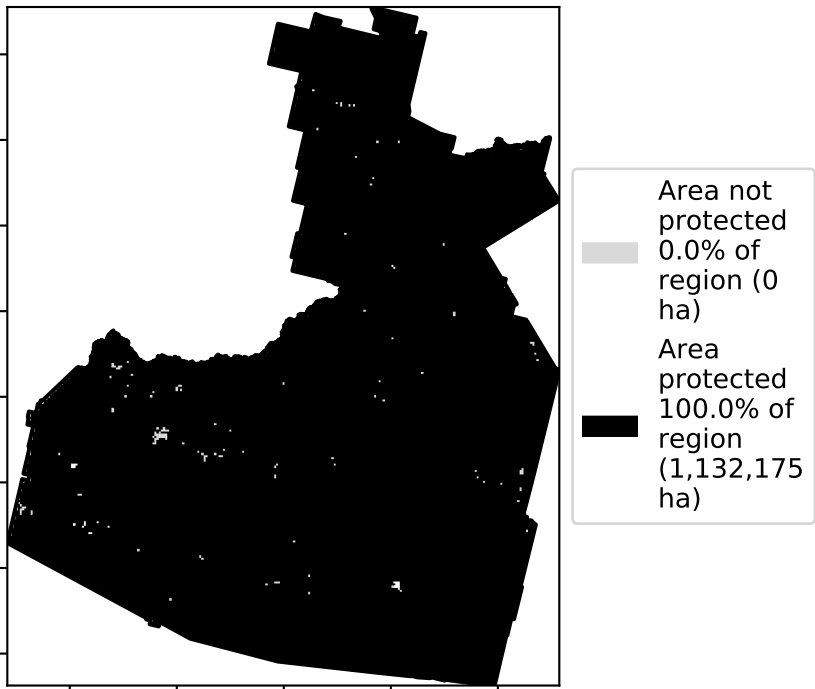 Area not
protected
0.0% of
region (0
ha)
Area
protected
100.0% of
region
(1,132,175
ha)